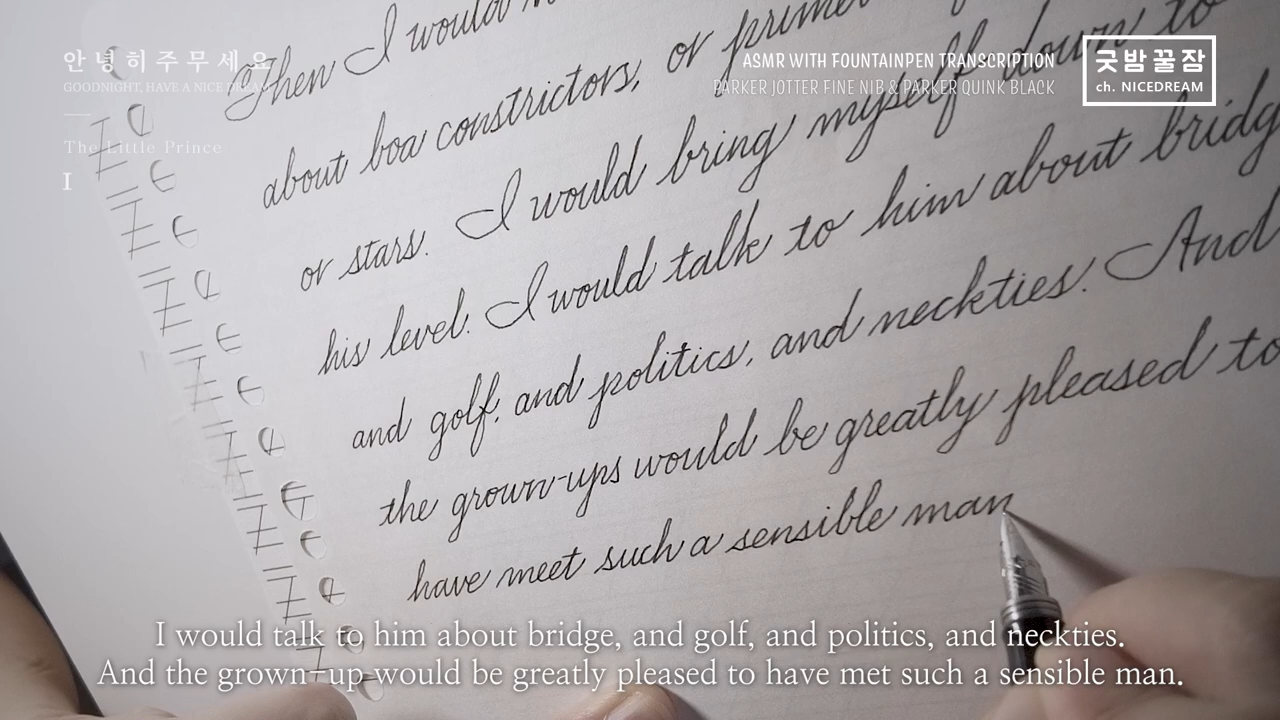 안녕히주무세요
GOODNIGHT, HAVE A NICE DREAM
The Little Prince
I
ASMR WITH FOUNTAINPEN TRANSCRIPTION
PARKER JOTTER FINE NIB & PARKER QUINK BLACK
굿밤꿀잠
ch. NICEDREAM
Then I would
about boa constrictors, or prime
or stars. I would bring myself down to
his level. I would talk to him about bridg
and golf, and politics, and neckties. And
the grown-ups would be greatly pleased to
have meet such a sensible man
I would talk to him about bridge, and golf, and politics, and neckties.
And the grown-up would be greatly pleased to have met such a sensible man.